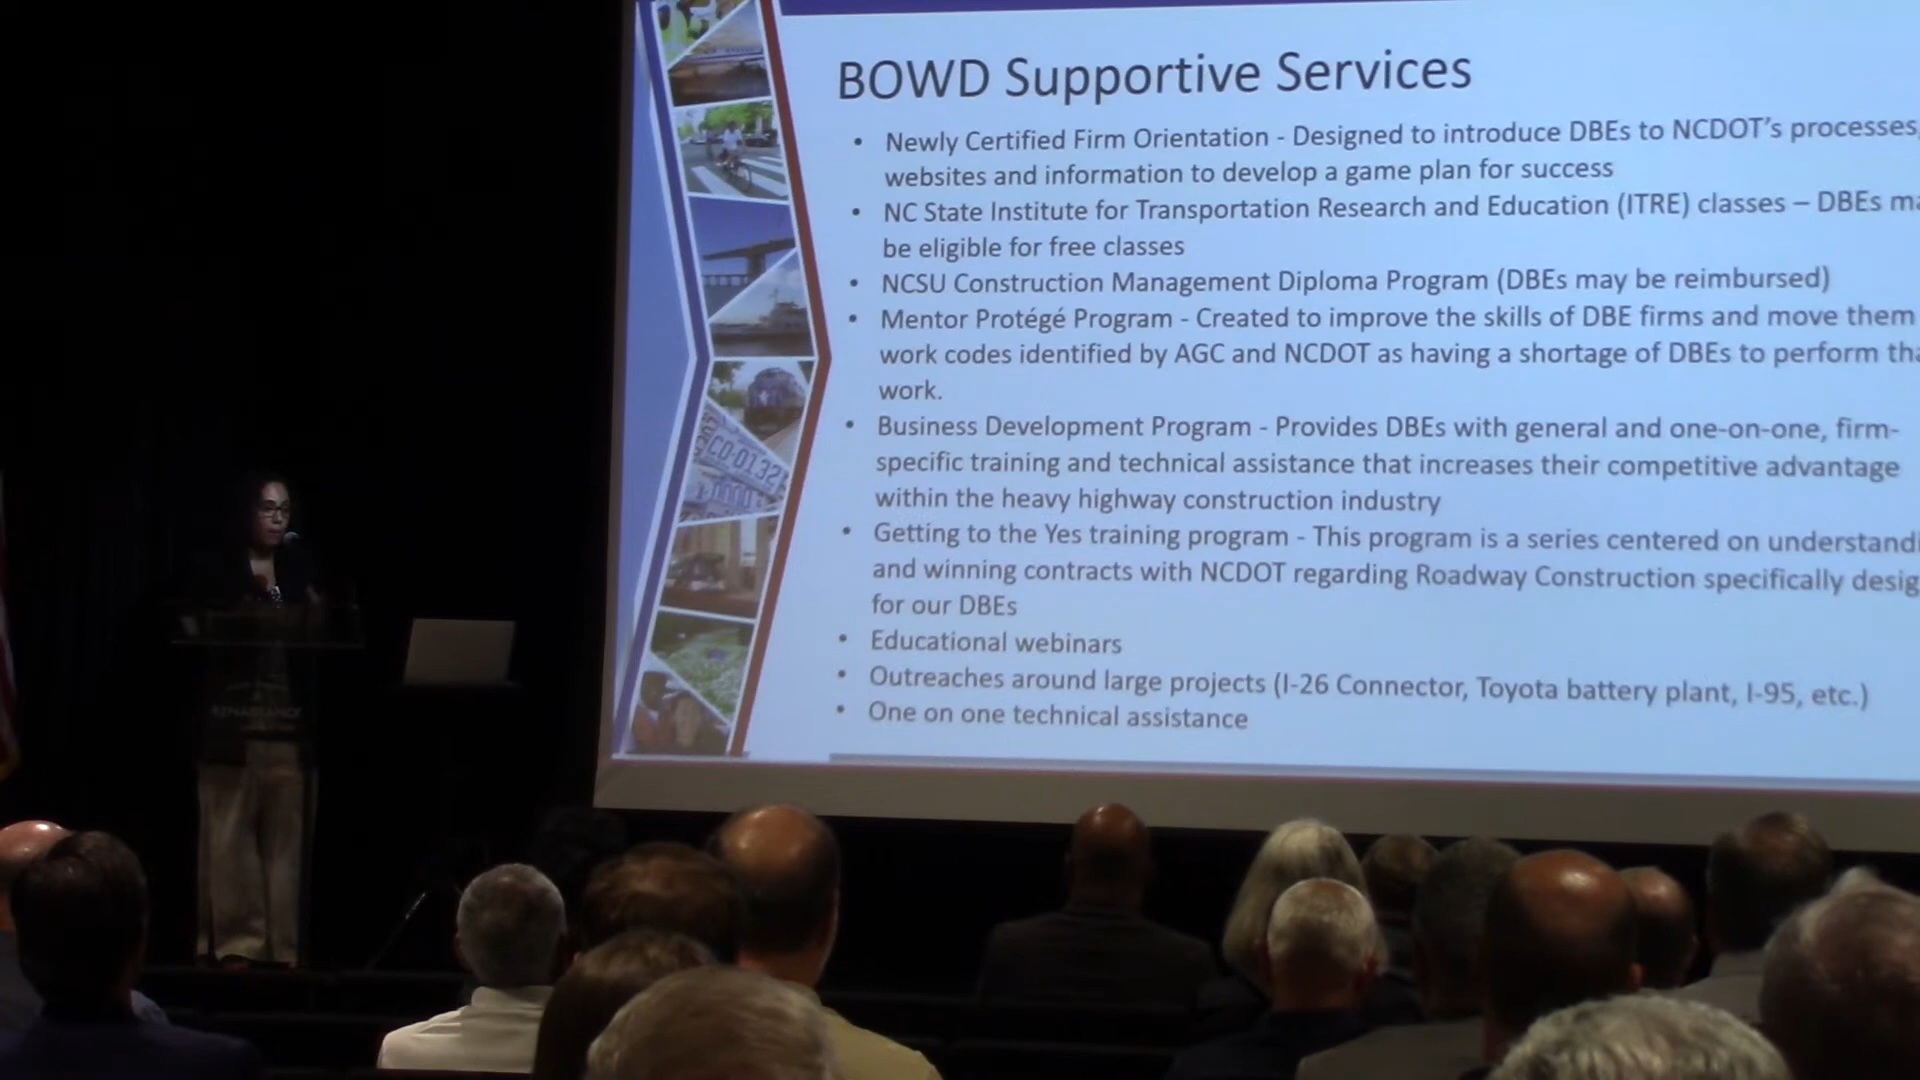 BOWD Supportive Services
• Newly Certified Firm Orientation - Designed to introduce DBEs to NCDOT's processes,
websites and information to develop a game plan for success
• NC State Institute for Transportation Research and Education (ITRE) classes – DBEs
be eligible for free classes
• NCSU Construction Management Diploma Program (DBEs may be reimbursed)
• Mentor Protégé Program - Created to improve the skills of DBE firms and move them
work codes identified by AGC and NCDOT as having a shortage of DBEs to perform
work.
• Business Development Program - Provides DBEs with general and one-on-one, firm-
specific training and technical assistance that increases their competitive advantage
within the heavy highway construction industry
• Getting to the Yes training program - This program is a series centered on
and winning contracts with NCDOT regarding Roadway Construction specifically
for our DBEs
• Educational webinars
• Outreaches around large projects (I-26 Connector, Toyota battery plant, I-95, etc.)
• One on one technical assistance
CO-0132
RENAISSANCE